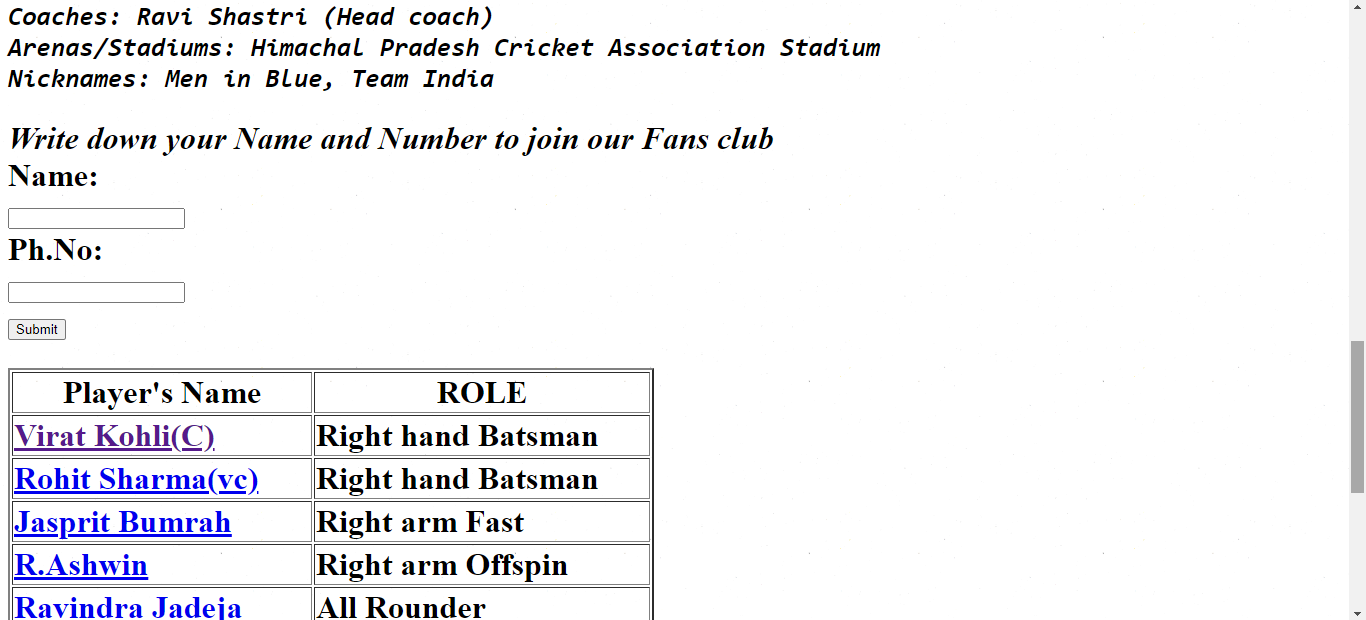 Coaches: Ravi Shastri (Head coach)
Arenas/Stadiums: Himachal Pradesh Cricket Association Stadium
Nicknames: Men in Blue, Team India
Write down your Name and Number to join our Fans club
Name:
Ph.No:
Submit
Player's Name ROLE
Virat Kohli(C) Right hand Batsman
Rohit Sharma(vc) Right hand Batsman
Jasprit Bumrah Right arm Fast
R.Ashwin Right arm Offspin
Ravindra Jadeja All Rounder